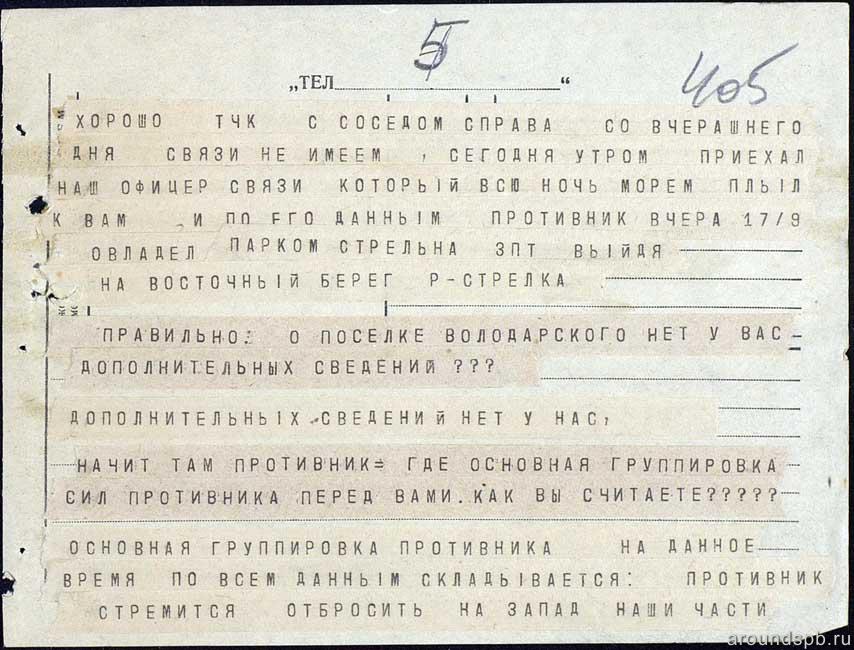 5
„ТЕЛ “
405
ХОРОШО ТЧК С СОСЕДОМ СПРАВА СО ВЧЕРАШНЕГО
ДНЯ СВЯЗИ НЕ ИМЕЕМ , СЕГОДНЯ УТРОМ ПРИЕХАЛ
НАШ ОФИЦЕР СВЯЗИ КОТОРЫЙ ВСЮ НОЧЬ МОРЕМ ПЛЫЛ
К ВАМ И ПО ЕГО ДАННЫМ ПРОТИВНИК ВЧЕРА 17/9
ОВЛАДЕЛ ПАРКОМ СТРЕЛЬНА ЗПТ ВЫЙДЯ
НА ВОСТОЧНЫЙ БЕРЕГ Р-СТРЕЛКА
ПРАВИЛЬНО: О ПОСЕЛКЕ ВОЛОДАРСКОГО НЕТ У ВАС
ДОПОЛНИТЕЛЬНЫХ СВЕДЕНИЙ ???
ДОПОЛНИТЕЛЬНЫХ СВЕДЕНИЙ НЕТ У НАС,
НАЧИТ ТАМ ПРОТИВНИК= ГДЕ ОСНОВНАЯ ГРУППИРОВКА
СИЛ ПРОТИВНИКА ПЕРЕД ВАМИ. КАК ВЫ СЧИТАЕТЕ?????
ОСНОВНАЯ ГРУППИРОВКА ПРОТИВНИКА НА ДАННОЕ
ВРЕМЯ ПО ВСЕМ ДАННЫМ СКЛАДЫВАЕТСЯ: ПРОТИВНИК
СТРЕМИТСЯ ОТБРОСИТЬ НА ЗАПАД НАШИ ЧАСТИ
aroundspb.ru